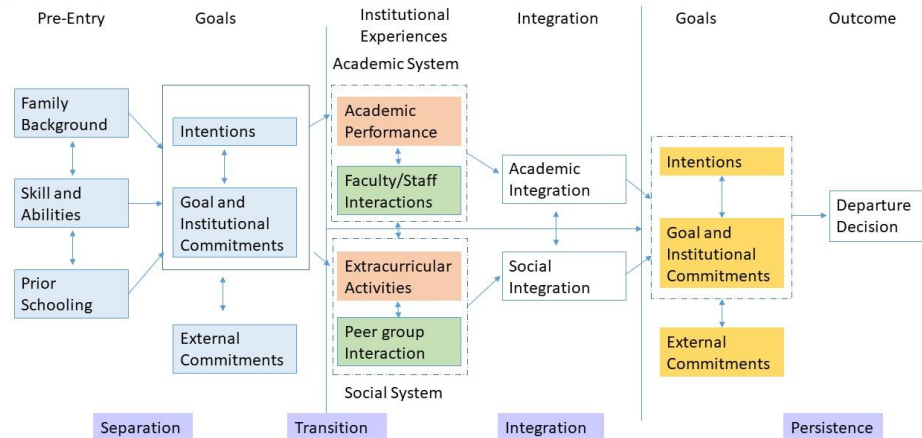 Pre-Entry
Goals
Institutional
Experiences
Integration
Goals
Outcome
Academic System
Family
Background
Skill and
Abilities
Prior
Schooling
Intentions
Goal and
Institutional
Commitments
External
Commitments
Academic
Performance
Faculty/Staff
Interactions
Extracurricular
Activities
Peer group
Interaction
Social System
Academic
Integration
Social
Integration
Intentions
Goal and
Institutional
Commitments
External
Commitments
Departure
Decision
Separation
Transition
Integration
Persistence